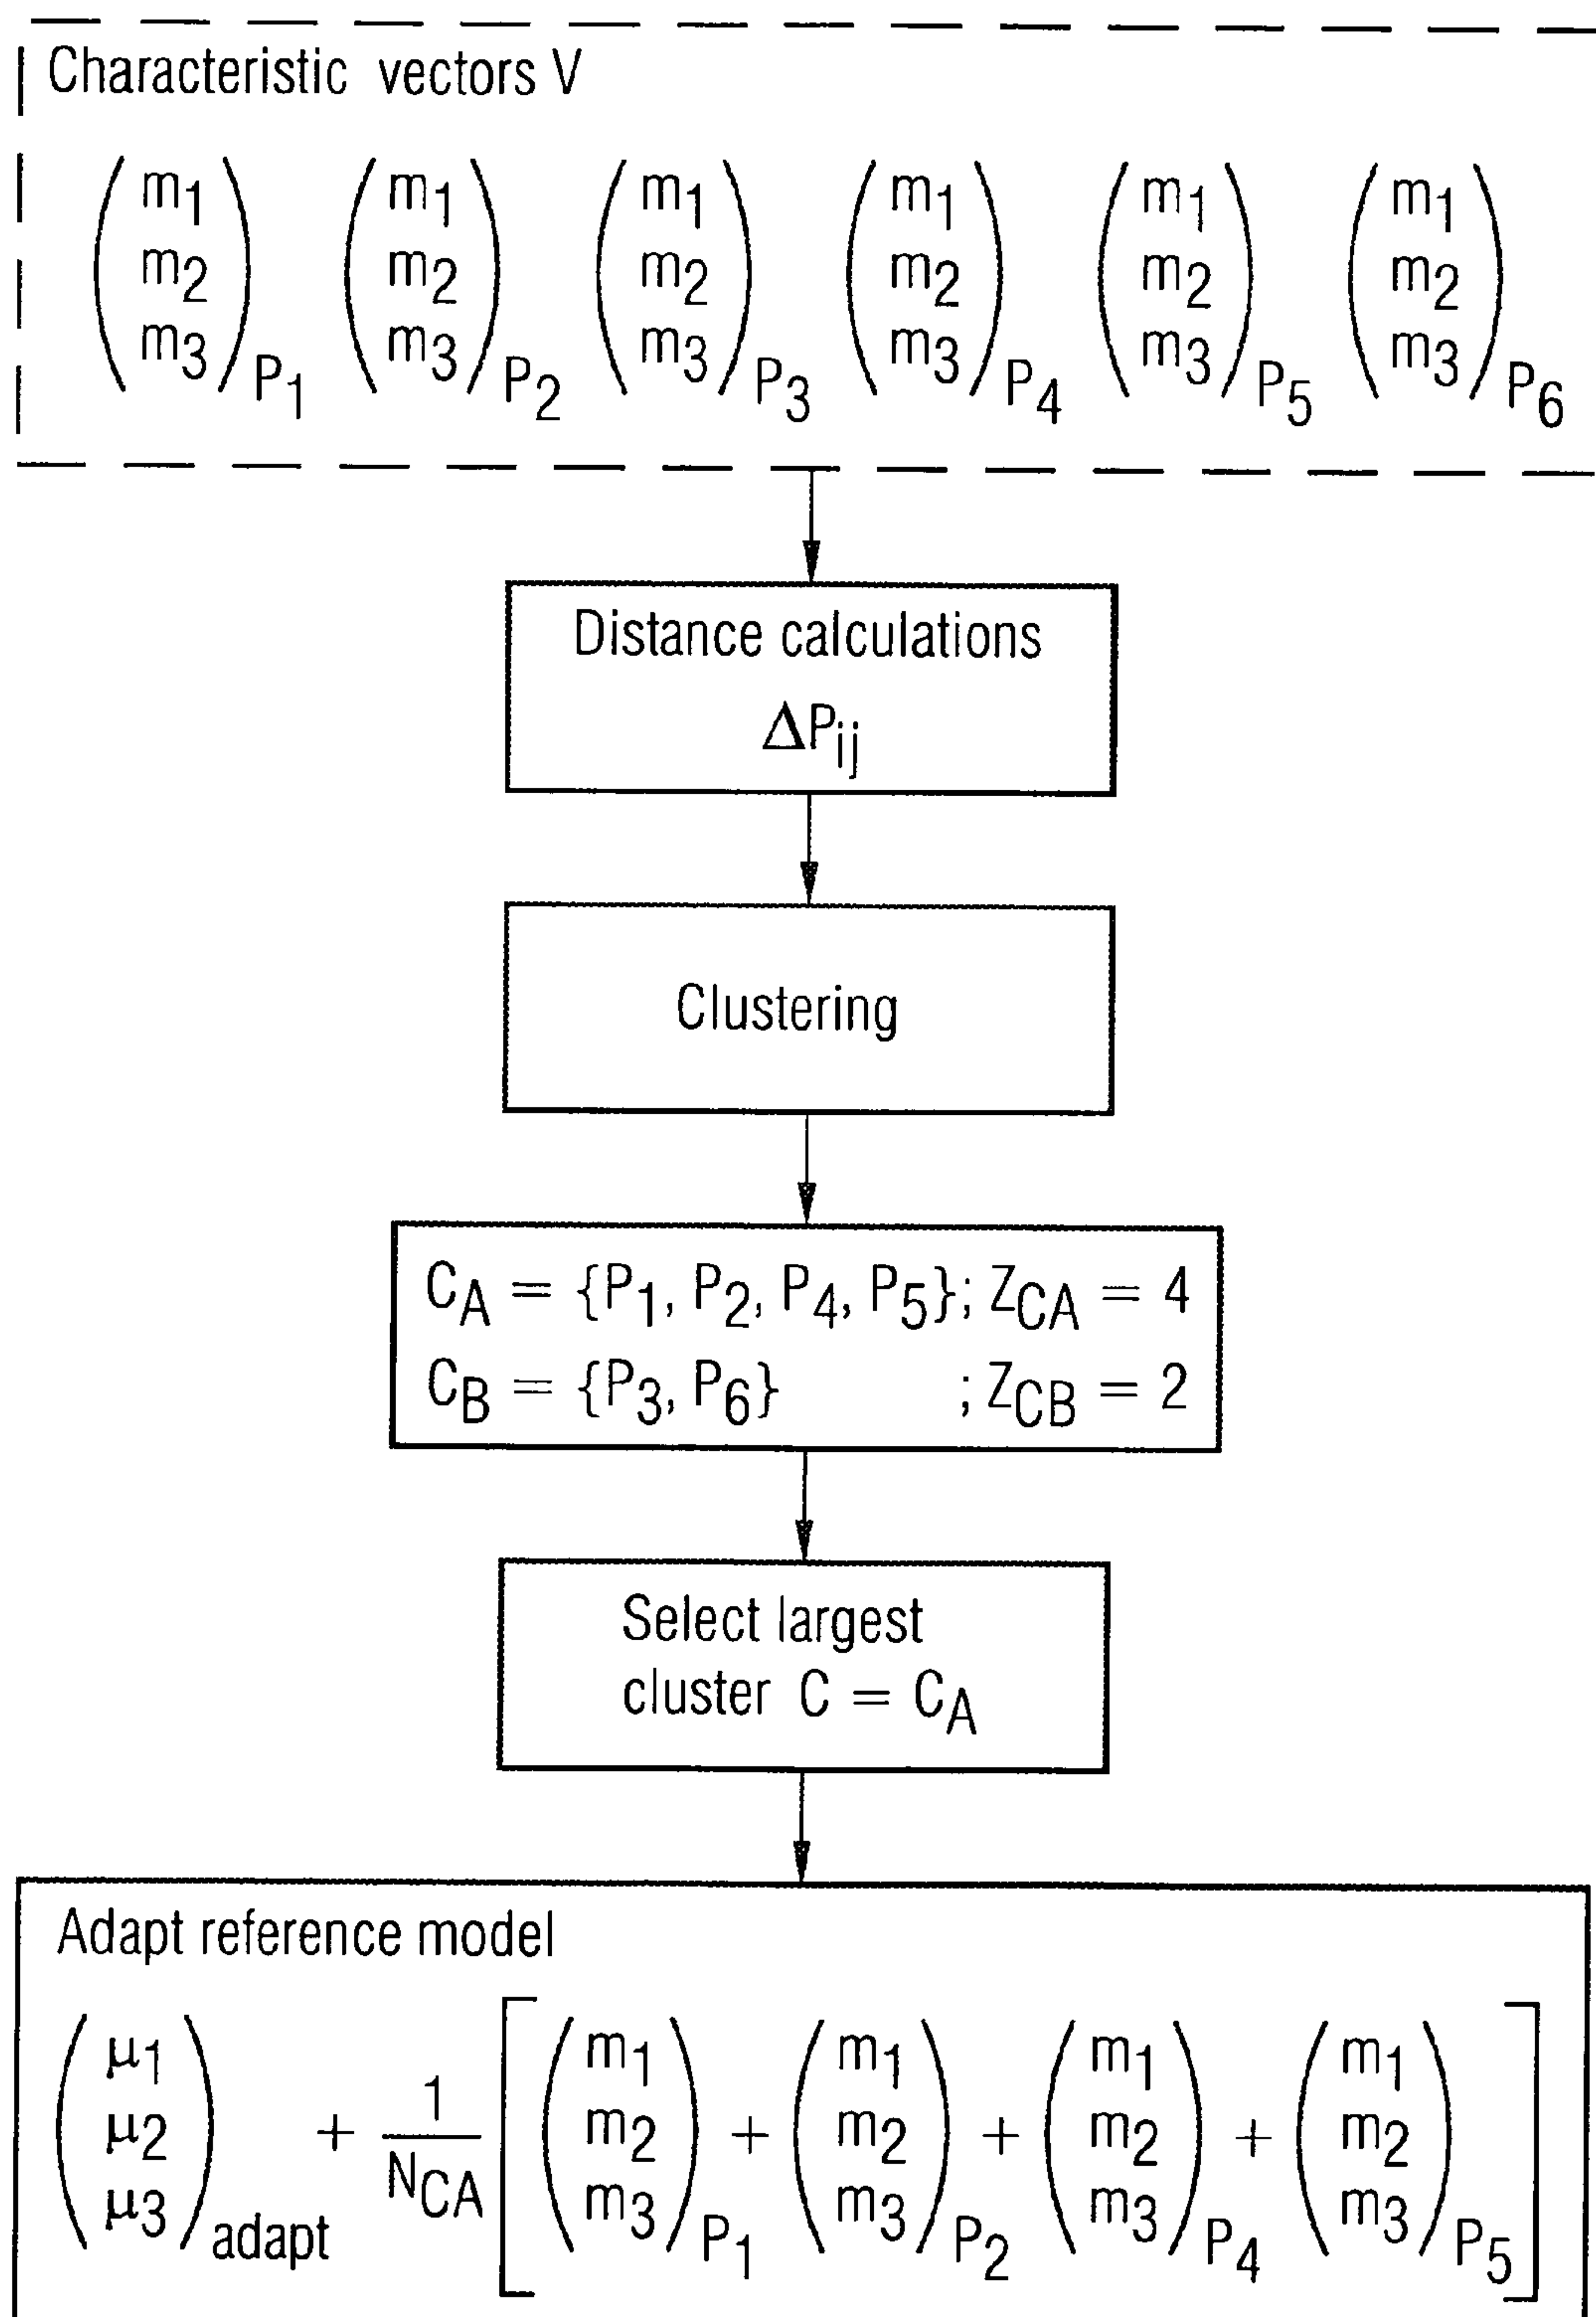 Characteristic vectors V
m1 m1 m1 m1 m1 m1
m2 m2 m2 m2 m2 m2
m3 m3 m3 m3 m3 m3
P1 P2 P3 P4 P5 P6
Distance calculations
ΔPij
Clustering
CA = {P1, P2, P4, P5}; ZCA = 4
CB = {P3, P6} ; ZCB = 2
Select largest
cluster C = CA
Adapt reference model
μ1 m1 m1 m1 m1
μ2 + 1/NCA m2 + m2 + m2 + m2
μ3 m3 m3 m3 m3
adapt P1 P2 P4 P5